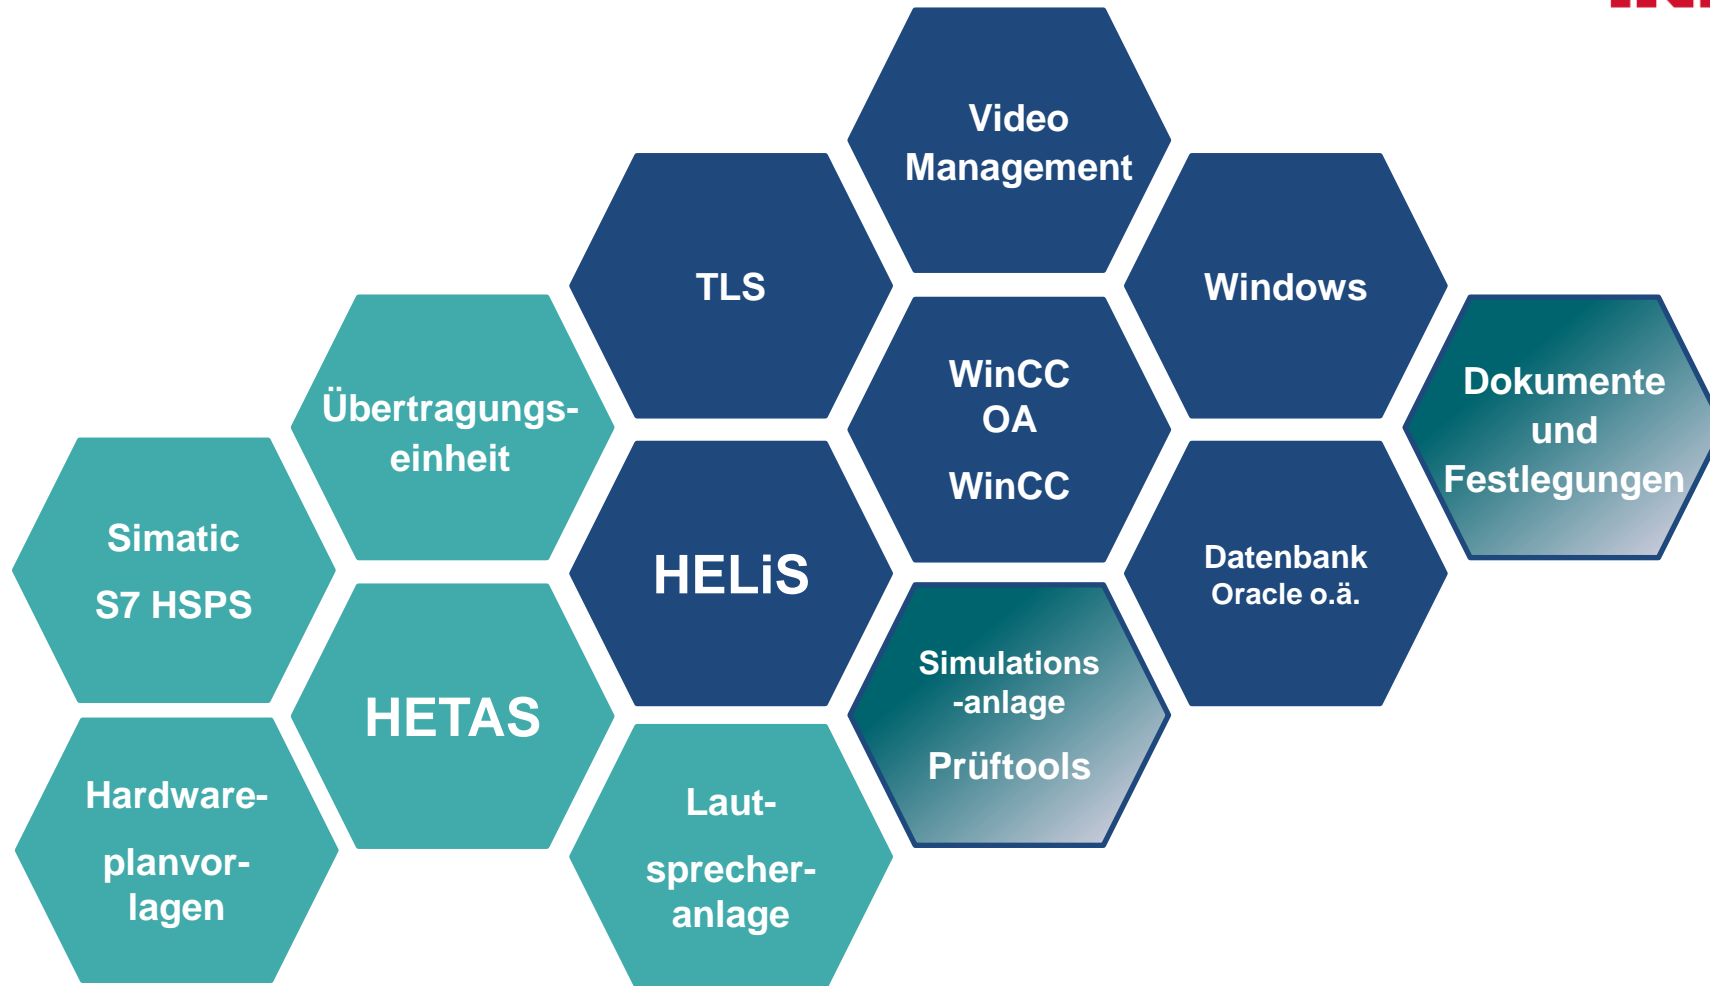 Video
Management
TLS
Windows
WinCC
OA
WinCC
Dokumente
und
Festlegungen
Übertragungs-
einheit
Simatic
S7 HSPS
HELiS
Datenbank
Oracle o.ä.
HETAS
Simulations
-anlage
Prüftools
Hardware-
planvor-
lagen
Laut-
sprecher-
anlage